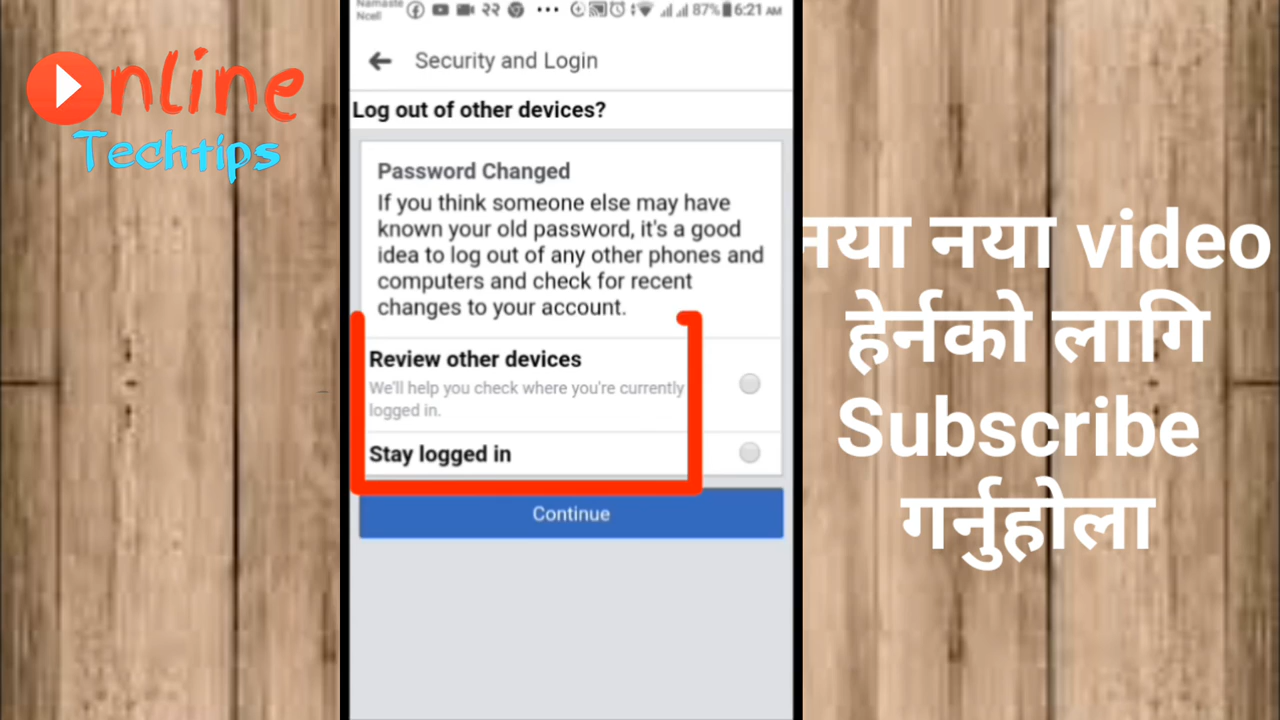 Online
Techtips
Namaste
Ncell
२२
87%
6:21 AM
Security and Login
Log out of other devices?
Password Changed
If you think someone else may have
known your old password, it's a good
idea to log out of any other phones and
computers and check for recent
changes to your account.
Review other devices
We'll help you check where you're currently
logged in.
Stay logged in
Continue
नया नया video
हेर्नको लागि
Subscribe
गर्नुहोला